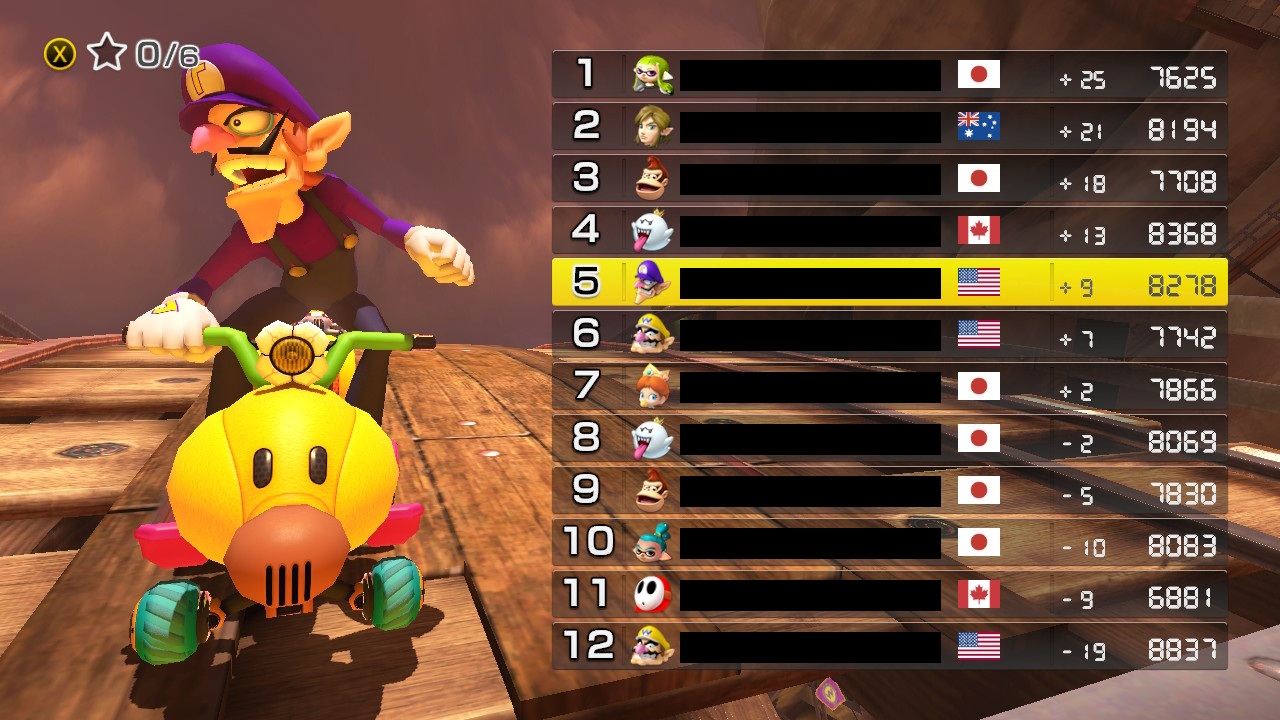 X 0/6
1 + 25 7625
2 + 21 8194
3 + 18 7708
4 + 13 8368
5 + 9 8278
6 + 7 7742
7 + 2 7866
8 - 2 8069
9 - 5 7830
10 - 10 8083
11 - 9 6881
12 - 19 8837